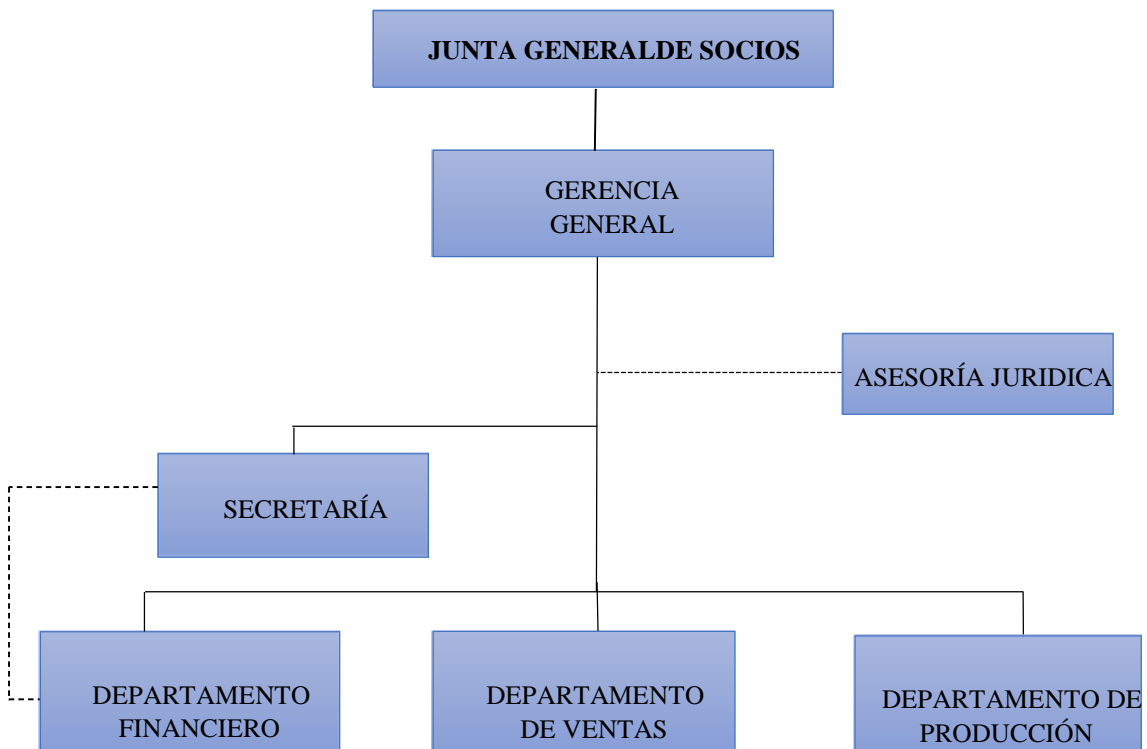 JUNTA GENERALDE SOCIOS
GERENCIA
GENERAL
ASESORÍA JURIDICA
SECRETARÍA
DEPARTAMENTO
FINANCIERO
DEPARTAMENTO
DE VENTAS
DEPARTAMENTO DE
PRODUCCIÓN